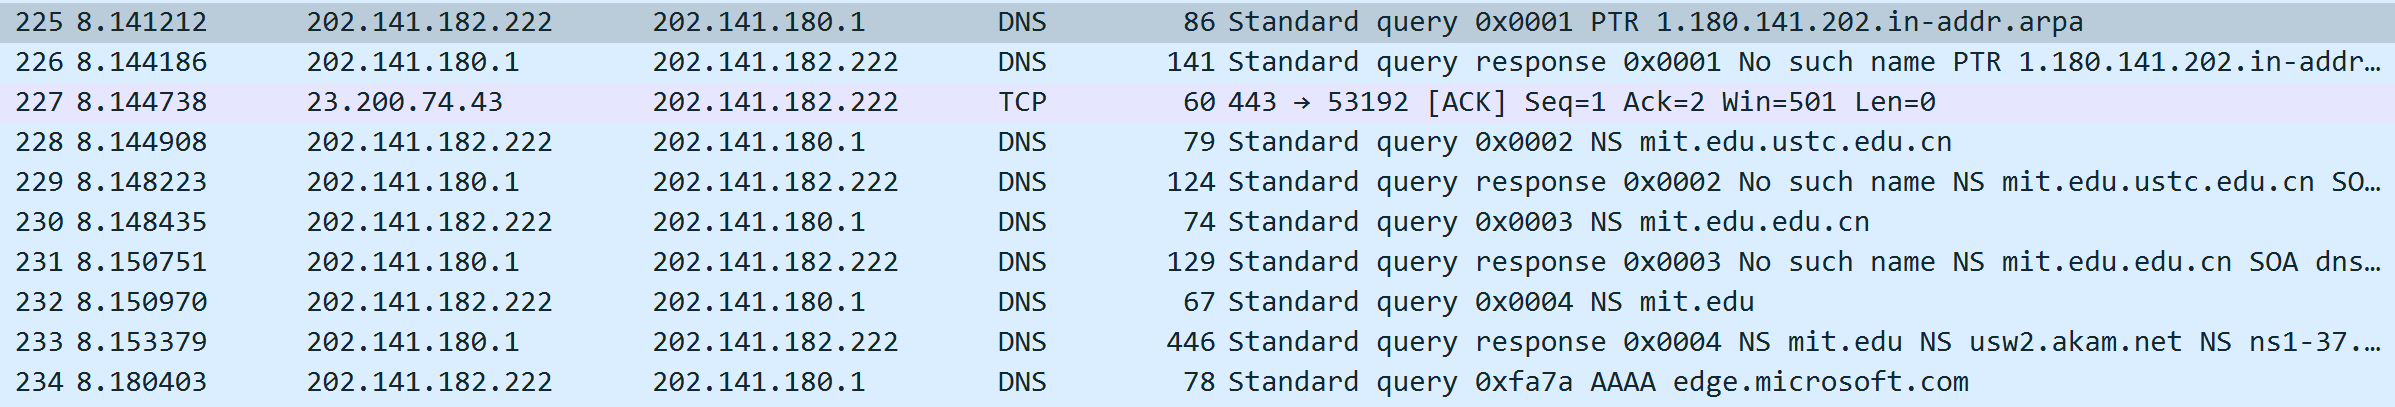 225 8.141212 202.141.182.222 202.141.180.1 DNS 86 Standard query 0x0001 PTR 1.180.141.202.in-addr.arpa
226 8.144186 202.141.180.1 202.141.182.222 DNS 141 Standard query response 0x0001 No such name PTR 1.180.141.202.in-addr…
227 8.144738 23.200.74.43 202.141.182.222 TCP 60 443 → 53192 [ACK] Seq=1 Ack=2 Win=501 Len=0
228 8.144908 202.141.182.222 202.141.180.1 DNS 79 Standard query 0x0002 NS mit.edu.ustc.edu.cn
229 8.148223 202.141.180.1 202.141.182.222 DNS 124 Standard query response 0x0002 No such name NS mit.edu.ustc.edu.cn SO…
230 8.148435 202.141.182.222 202.141.180.1 DNS 74 Standard query 0x0003 NS mit.edu.edu.cn
231 8.150751 202.141.180.1 202.141.182.222 DNS 129 Standard query response 0x0003 No such name NS mit.edu.edu.cn SOA dns…
232 8.150970 202.141.182.222 202.141.180.1 DNS 67 Standard query 0x0004 NS mit.edu
233 8.153379 202.141.180.1 202.141.182.222 DNS 446 Standard query response 0x0004 NS mit.edu NS usw2.akam.net NS ns1-37.…
234 8.180403 202.141.182.222 202.141.180.1 DNS 78 Standard query 0xfa7a AAAA edge.microsoft.com